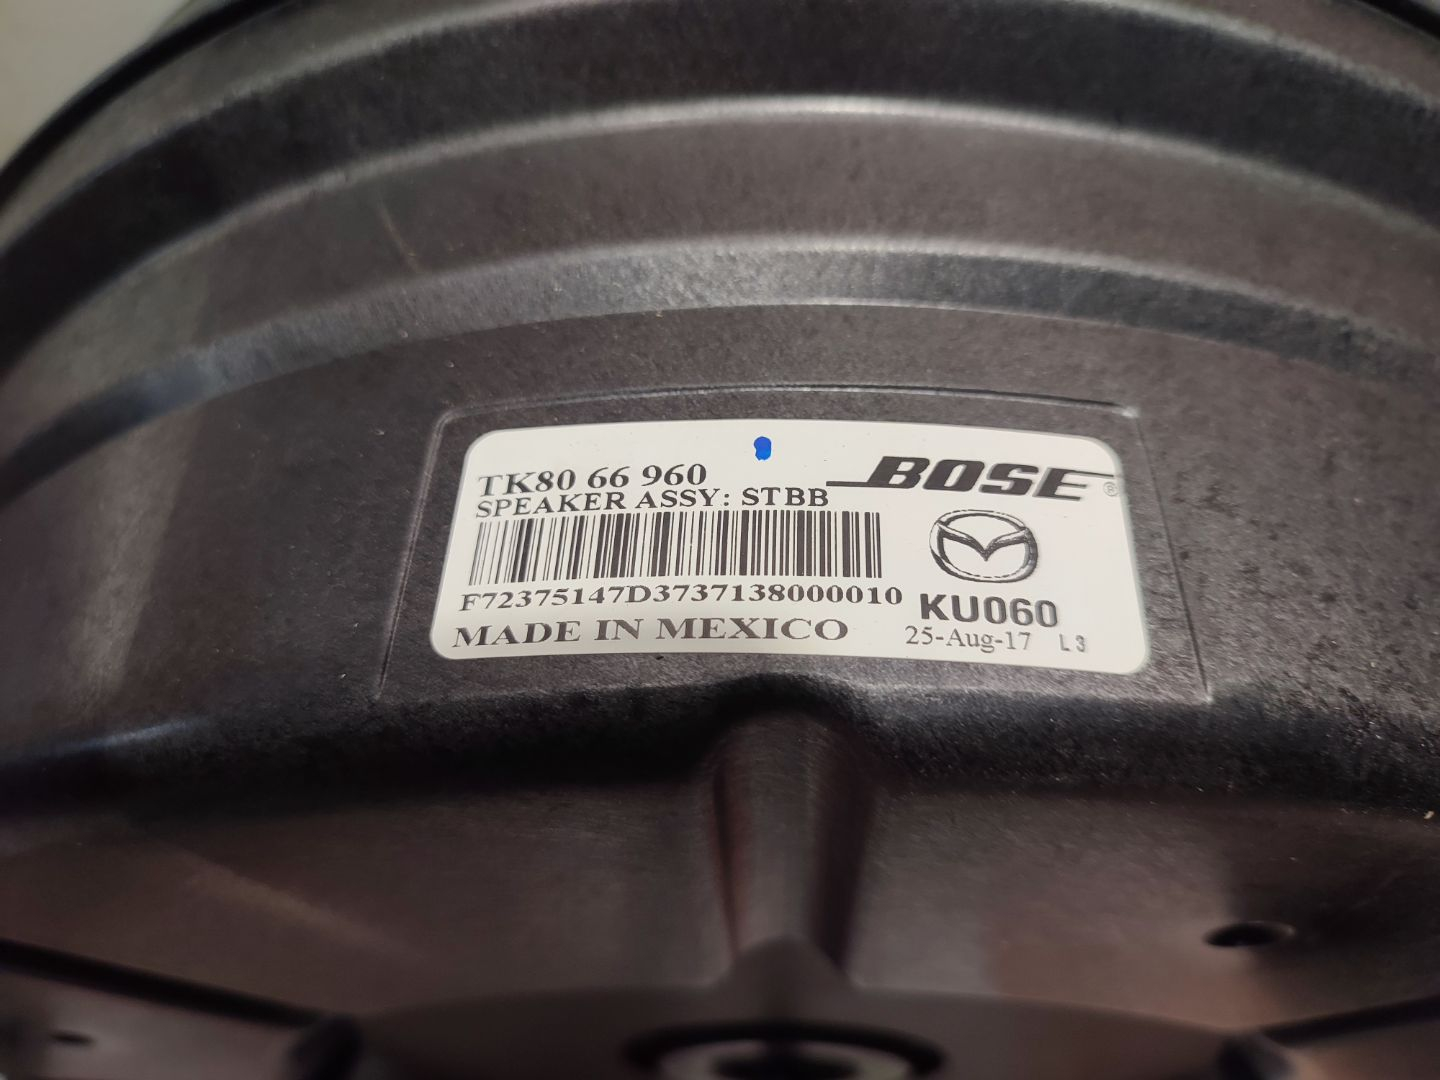 TK80 66 960
BOSE®
SPEAKER ASSY: STBB
F72375147D3737138000010
KU060
MADE IN MEXICO
25-Aug-17 L3